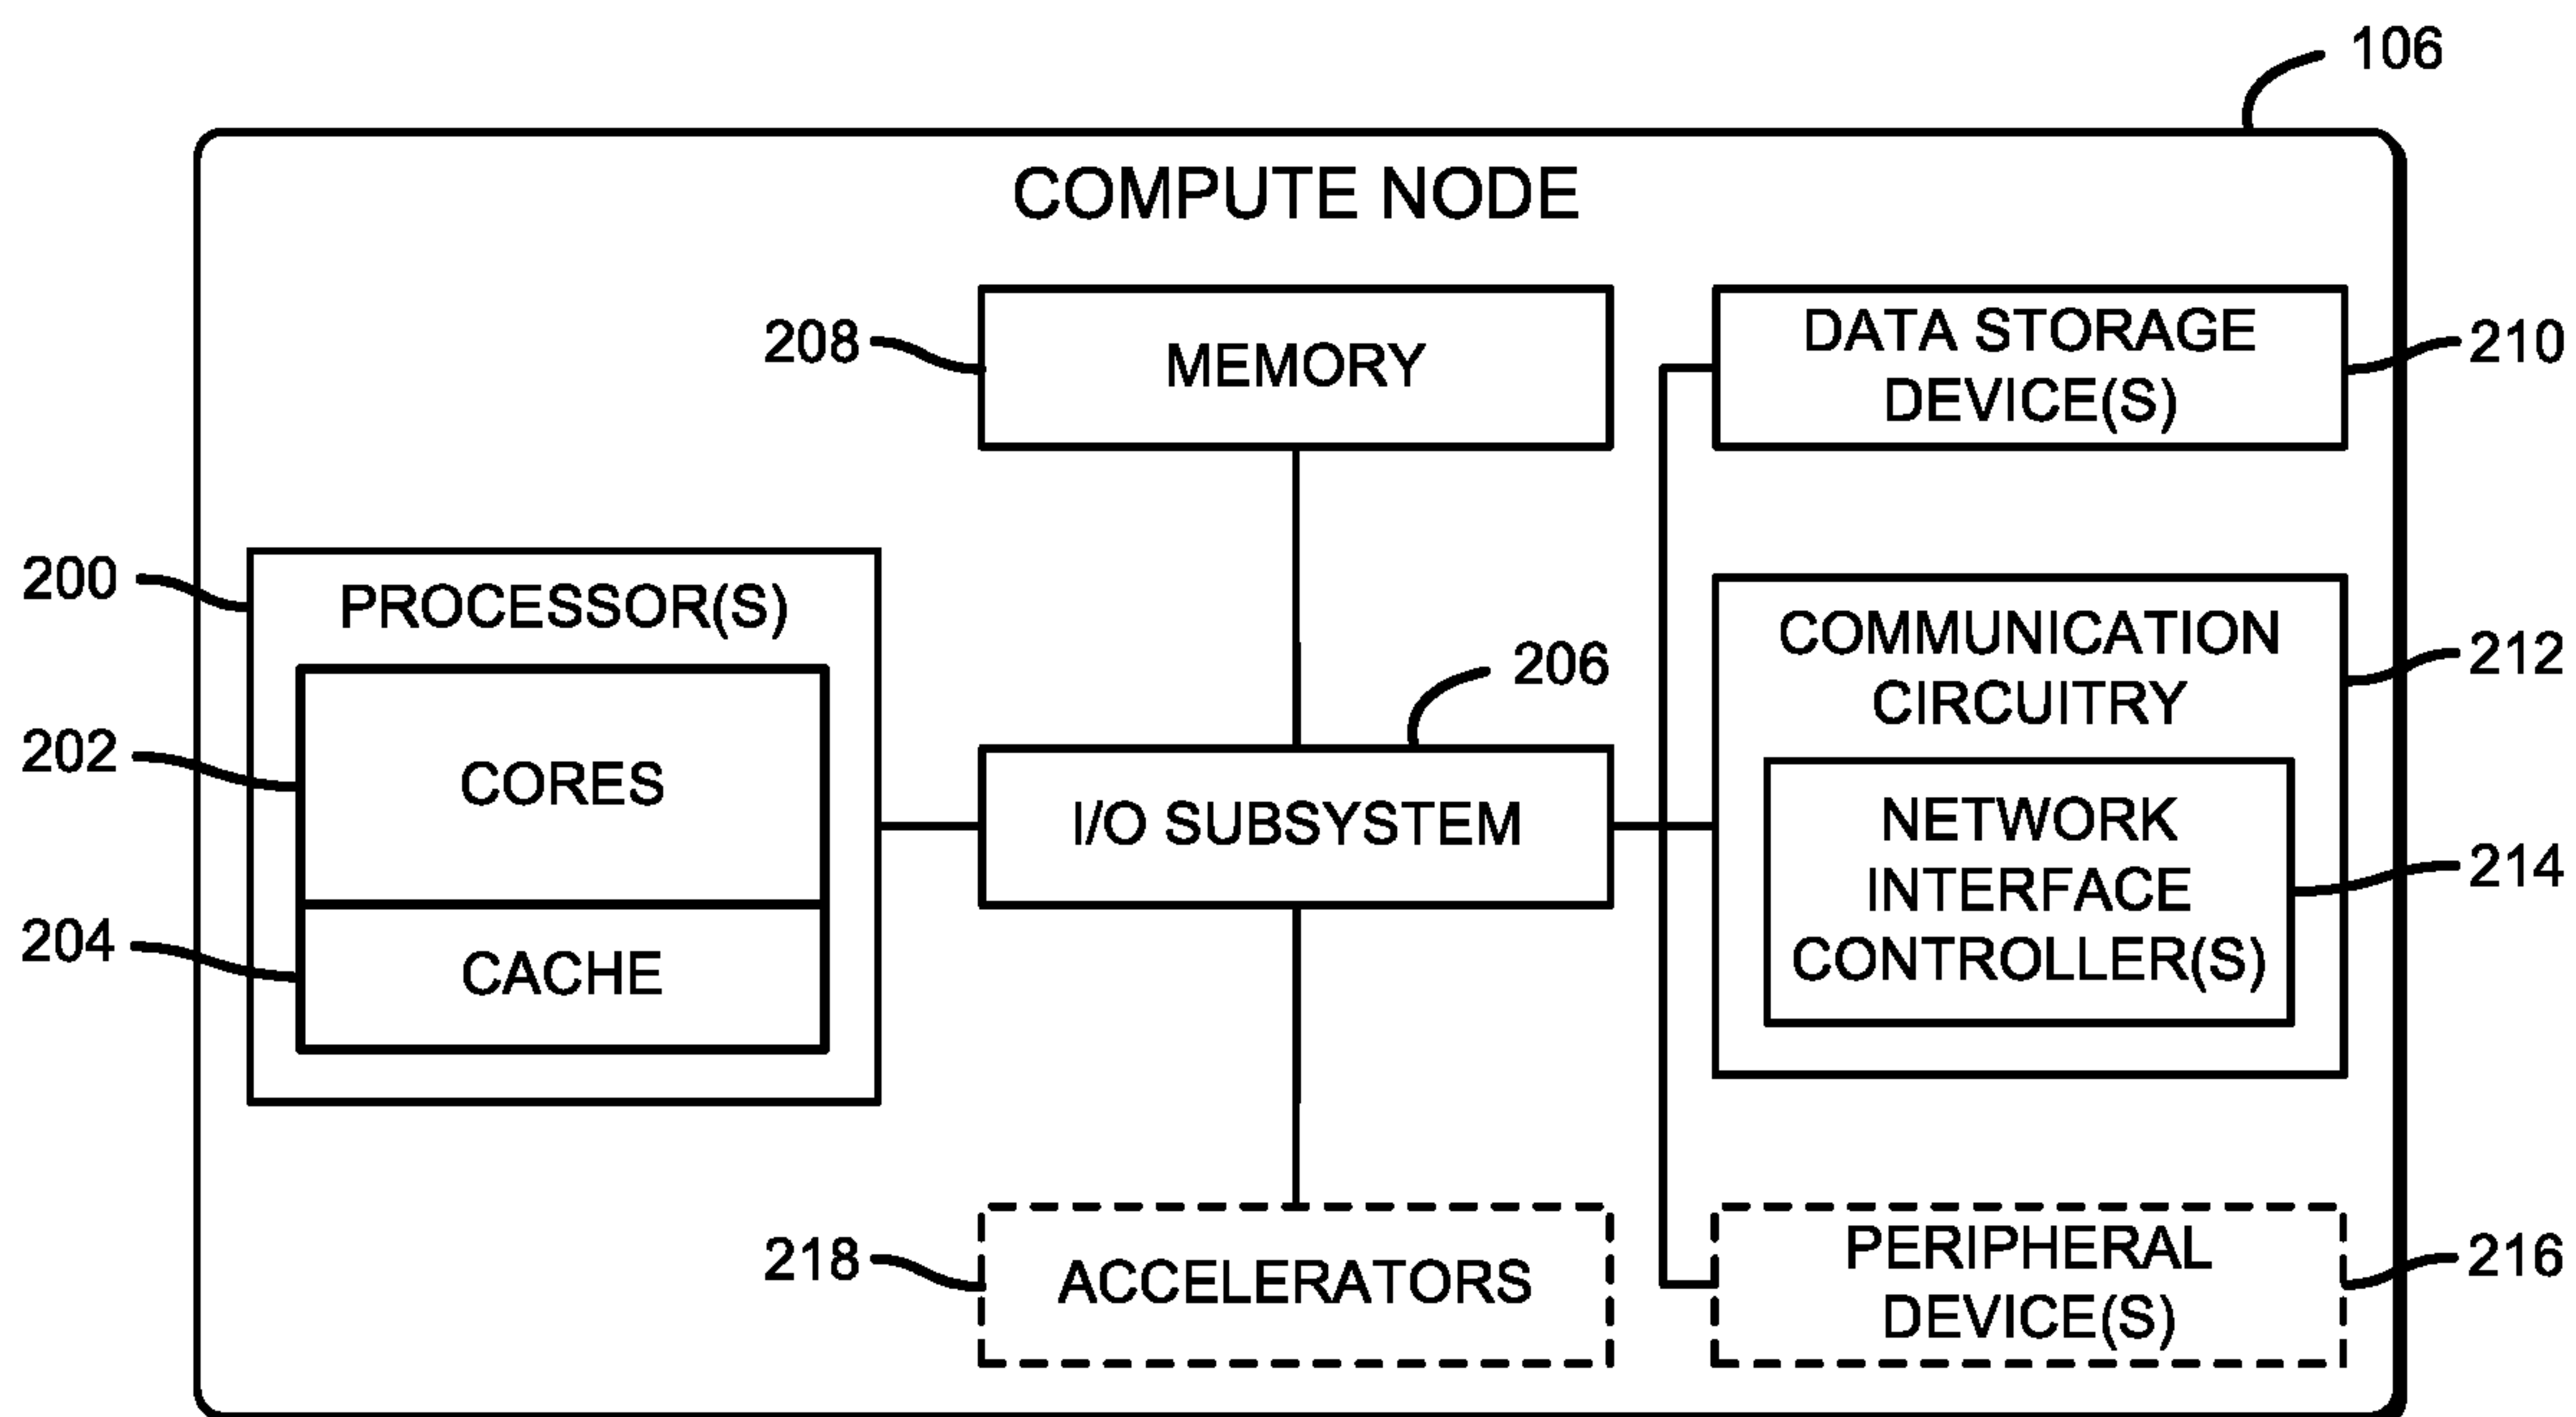 106
COMPUTE NODE
208
MEMORY
DATA STORAGE
DEVICE(S)
210
200
PROCESSOR(S)
202
CORES
204
CACHE
206
I/O SUBSYSTEM
COMMUNICATION
CIRCUITRY
212
NETWORK
INTERFACE
CONTROLLER(S)
214
218
ACCELERATORS
PERIPHERAL
DEVICE(S)
216